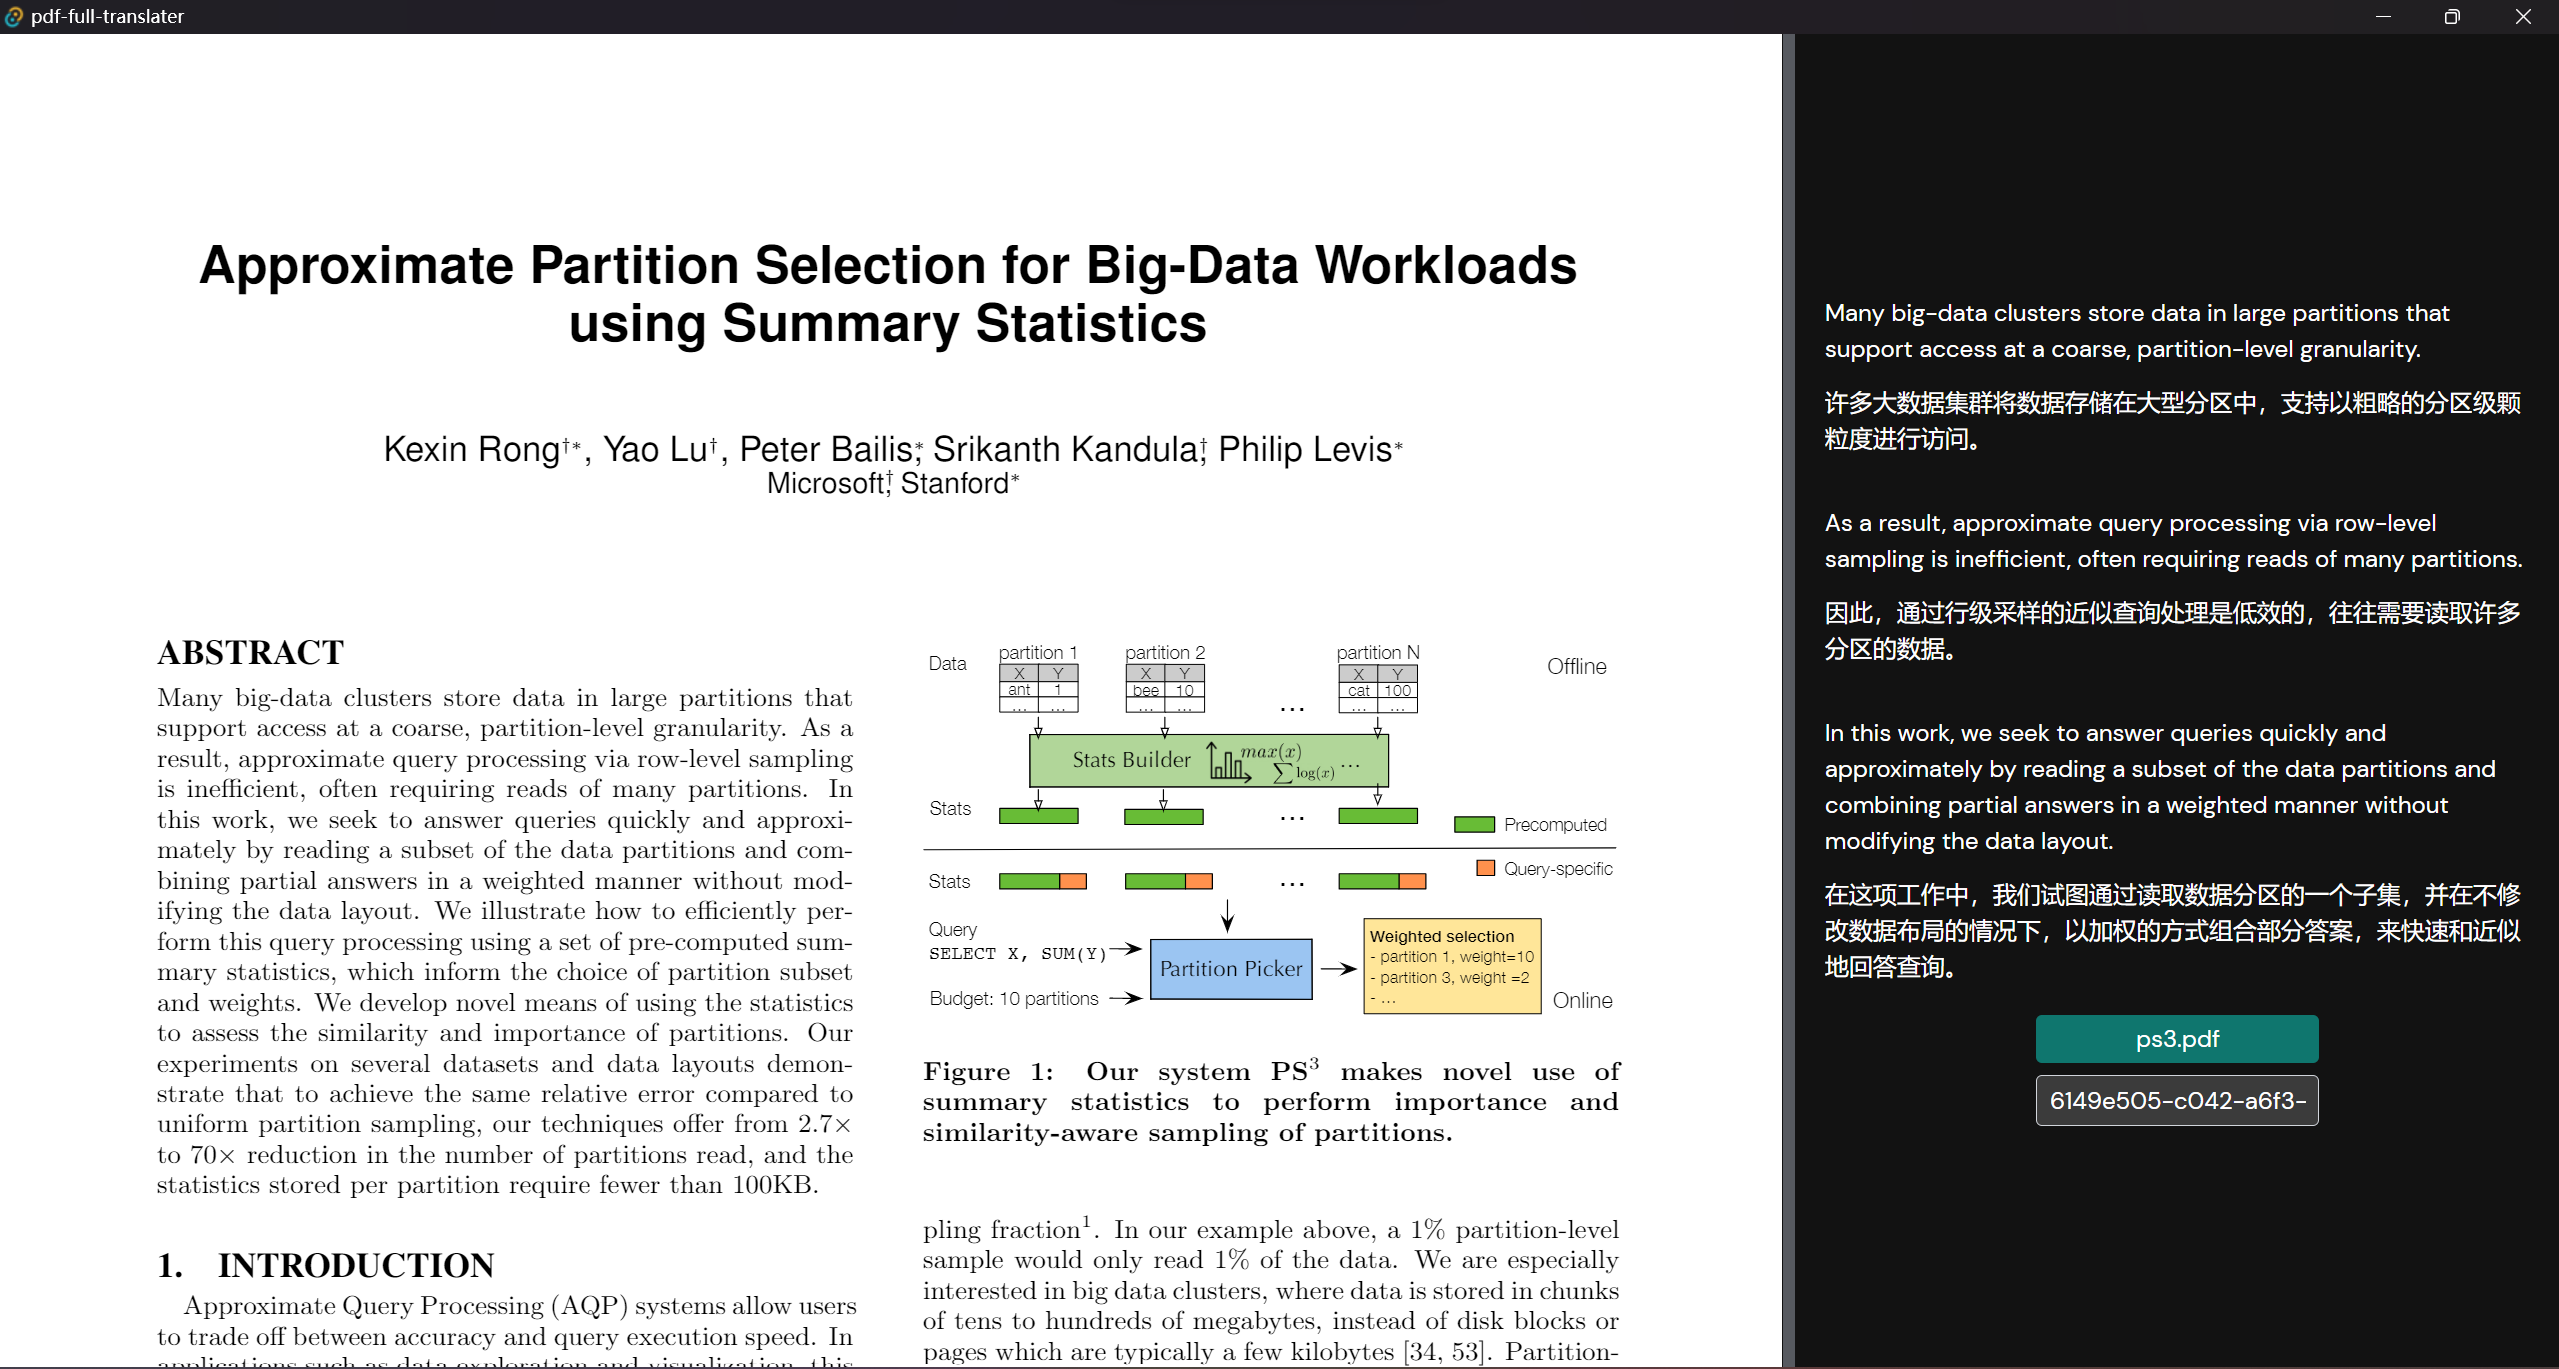 pdf-full-translater
Approximate Partition Selection for Big-Data Workloads
using Summary Statistics
Kexin Rong†*, Yao Lu†, Peter Bailis*, Srikanth Kandula†, Philip Levis*
Microsoft†, Stanford*
ABSTRACT
Many big-data clusters store data in large partitions that
support access at a coarse, partition-level granularity. As a
result, approximate query processing via row-level sampling
is inefficient, often requiring reads of many partitions. In
this work, we seek to answer queries quickly and approxi-
mately by reading a subset of the data partitions and com-
bining partial answers in a weighted manner without mod-
ifying the data layout. We illustrate how to efficiently per-
form this query processing using a set of pre-computed sum-
mary statistics, which inform the choice of partition subset
and weights. We develop novel means of using the statistics
to assess the similarity and importance of partitions. Our
experiments on several datasets and data layouts demon-
strate that to achieve the same relative error compared to
uniform partition sampling, our techniques offer from 2.7×
to 70× reduction in the number of partitions read, and the
statistics stored per partition require fewer than 100KB.
1. INTRODUCTION
Approximate Query Processing (AQP) systems allow users
to trade off between accuracy and query execution speed. In
applications such as data exploration and visualization, this
Data
partition 1
partition 2
partition N
Offline
X Y
X Y
X Y
ant 1
bee 10
cat 100
... ...
... ...
... ...
...
Stats Builder
max(x)
∑log(x) ...
Stats
...
Precomputed
Query-specific
Stats
...
Query
SELECT X, SUM(Y)
Budget: 10 partitions
Partition Picker
Weighted selection
- partition 1, weight=10
- partition 3, weight =2
- ...
Online
Figure 1: Our system PS³ makes novel use of
summary statistics to perform importance and
similarity-aware sampling of partitions.
pling fraction¹. In our example above, a 1% partition-level
sample would only read 1% of the data. We are especially
interested in big data clusters, where data is stored in chunks
of tens to hundreds of megabytes, instead of disk blocks or
pages which are typically a few kilobytes [34, 53]. Partition-
Many big-data clusters store data in large partitions that
support access at a coarse, partition-level granularity.
许多大数据集群将数据存储在大型分区中，支持以粗略的分区级颗
粒度进行访问。
As a result, approximate query processing via row-level
sampling is inefficient, often requiring reads of many partitions.
因此，通过行级采样的近似查询处理是低效的，往往需要读取许多
分区的数据。
In this work, we seek to answer queries quickly and
approximately by reading a subset of the data partitions and
combining partial answers in a weighted manner without
modifying the data layout.
在这项工作中，我们试图通过读取数据分区的一个子集，并在不修
改数据布局的情况下，以加权的方式组合部分答案，来快速和近似
地回答查询。
ps3.pdf
6149e505-c042-a6f3-